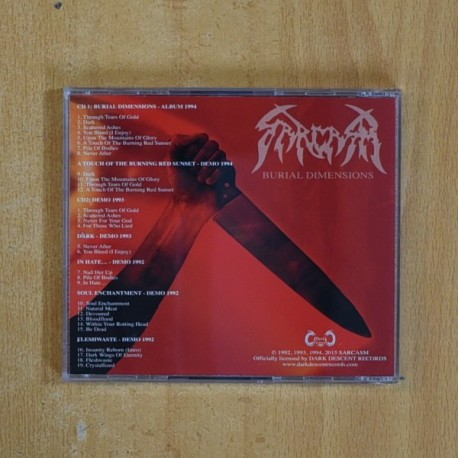 CD 1: BURIAL DIMENSIONS - ALBUM 1994
1. Through Tears Of Gold
2. Dark
3. Scattered Ashes
4. You Bleed (I Enjoy)
5. Upon The Mountains Of Glory
6. A Touch Of The Burning Red Sunset
7. Pile Of Bodies
8. Never After
A TOUCH OF THE BURNING RED SUNSET - DEMO 1994
9. Dark
10. Upon The Mountains Of Glory
11. Through Tears Of Gold
12. A Touch Of The Burning Red Sunset
CD2: DEMO 1993
1. Through Tears Of Gold
2. Scattered Ashes
3. Never For Your God
4. For Those Who Lied
DARK - DEMO 1993
5. Never After
6. You Bleed (I Enjoy)
IN HATE... - DEMO 1992
7. Nail Her Up
8. Pile Of Bodies
9. In Hate
SOUL ENCHANTMENT - DEMO 1992
10. Soul Enchantment
11. Natural Meat
12. Devoured
13. Bloodflood
14. Within Your Rotting Head
15. Be Dead
FLESHWASTE - DEMO 1992
16. Insanity Reborn (Intro)
17. Dark Wings Of Eternity
18. Fleshwaste
19. Crystallized
SARCASM
BURIAL DIMENSIONS
© 1992, 1993, 1994, 2015 SARCASM
Officially licensed by DARK DESCENT RECORDS
www.darkdescentrecords.com